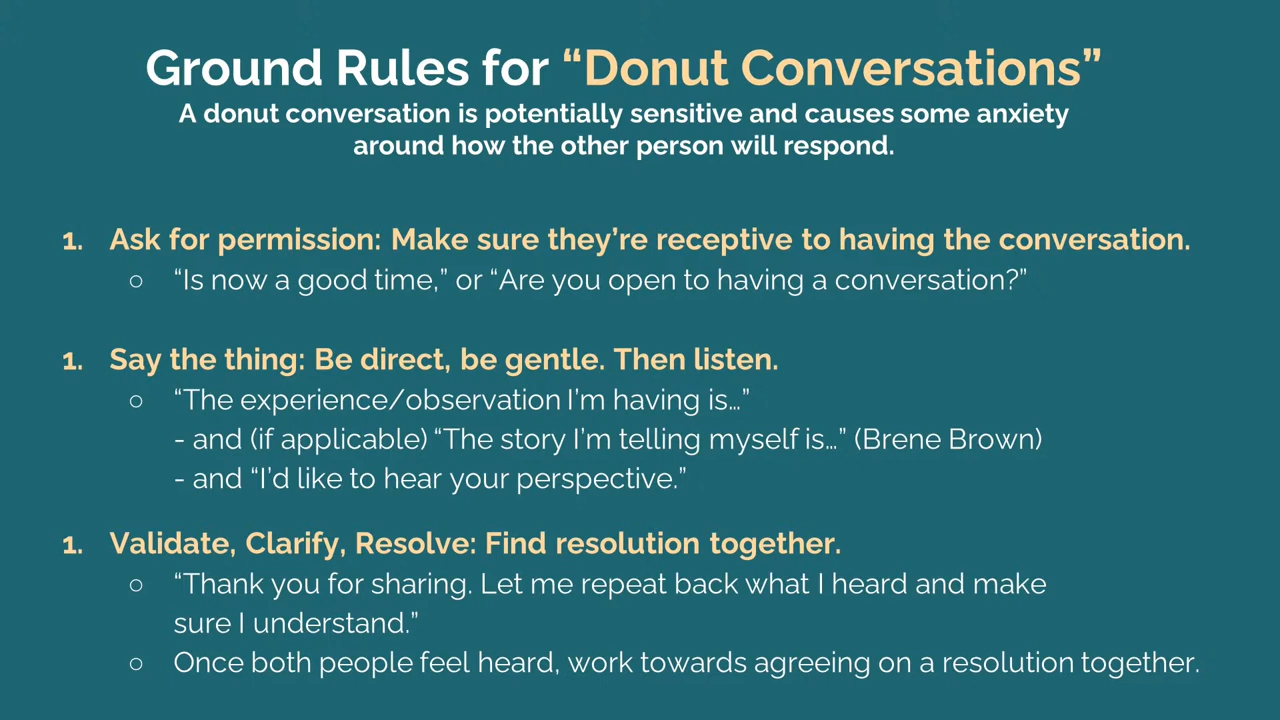 Ground Rules for “Donut Conversations”
A donut conversation is potentially sensitive and causes some anxiety
around how the other person will respond.
1. Ask for permission: Make sure they’re receptive to having the conversation.
○ “Is now a good time,” or “Are you open to having a conversation?”
1. Say the thing: Be direct, be gentle. Then listen.
○ “The experience/observation I’m having is…”
- and (if applicable) “The story I’m telling myself is…” (Brene Brown)
- and “I’d like to hear your perspective.”
1. Validate, Clarify, Resolve: Find resolution together.
○ “Thank you for sharing. Let me repeat back what I heard and make
sure I understand.”
○ Once both people feel heard, work towards agreeing on a resolution together.